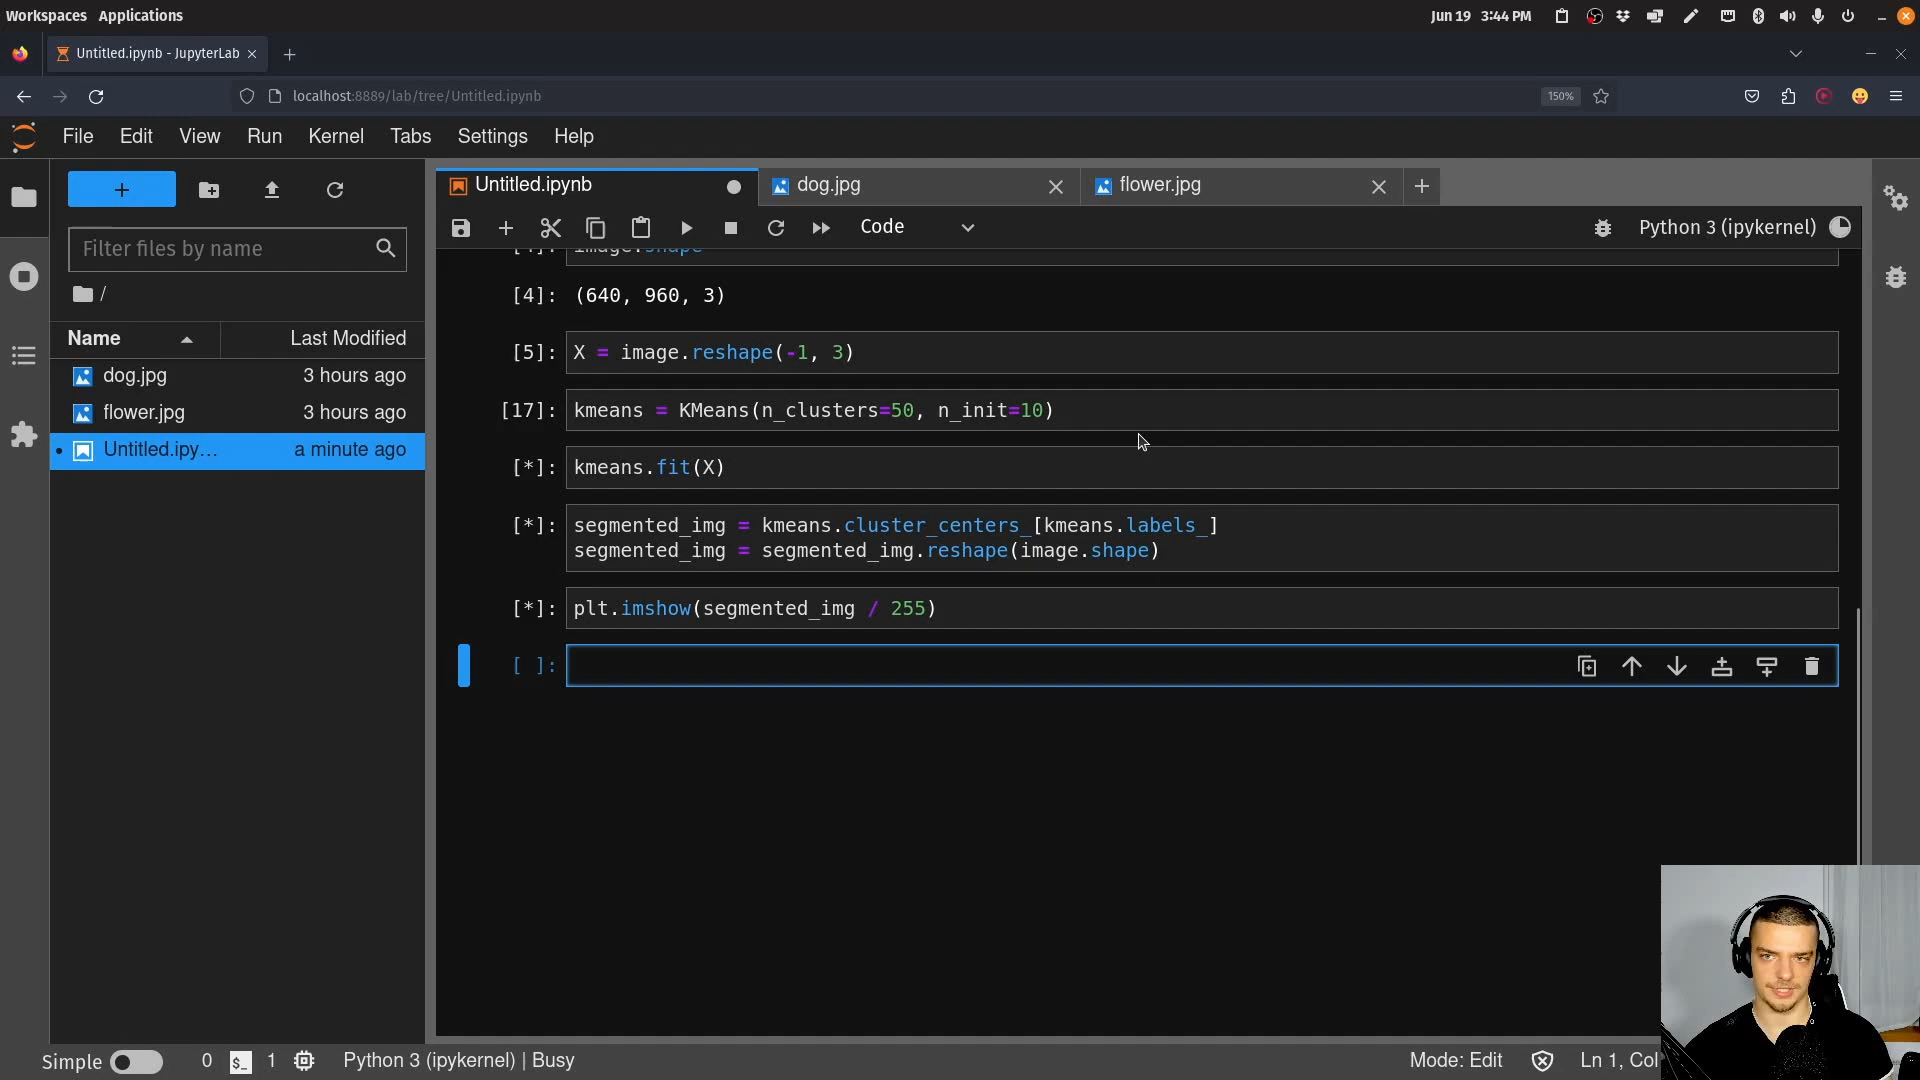 Workspaces Applications
Jun 19 3:44 PM
Untitled.ipynb - JupyterLab
localhost:8889/lab/tree/Untitled.ipynb
150%
File Edit View Run Kernel Tabs Settings Help
Untitled.ipynb
dog.jpg
flower.jpg
Code
Python 3 (ipykernel)
Filter files by name
/
Name Last Modified
dog.jpg 3 hours ago
flower.jpg 3 hours ago
Untitled.ipy… a minute ago
[4]: image.shape
[4]: (640, 960, 3)
[5]: X = image.reshape(-1, 3)
[17]: kmeans = KMeans(n_clusters=50, n_init=10)
[*]: kmeans.fit(X)
[*]: segmented_img = kmeans.cluster_centers_[kmeans.labels_]
segmented_img = segmented_img.reshape(image.shape)
[*]: plt.imshow(segmented_img / 255)
[ ]:
Simple 0 $_ 1 Python 3 (ipykernel) | Busy
Mode: Edit Ln 1, Col